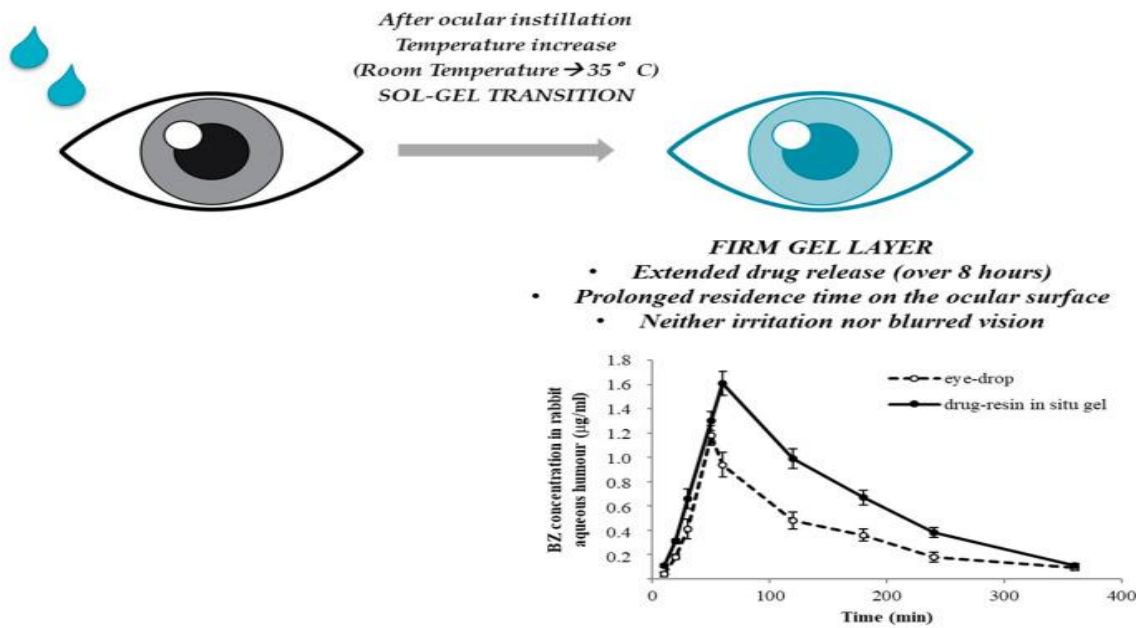 After ocular instillation
Temperature increase
(Room Temperature → 35° C)
SOL-GEL TRANSITION
FIRM GEL LAYER
• Extended drug release (over 8 hours)
• Prolonged residence time on the ocular surface
• Neither irritation nor blurred vision
BZ concentration in rabbit
aqueous humour (µg/ml)
1.8
1.6
1.4
1.2
1.0
0.8
0.6
0.4
0.2
eye-drop
drug-resin in situ gel
0 100 200 300 400
Time (min)